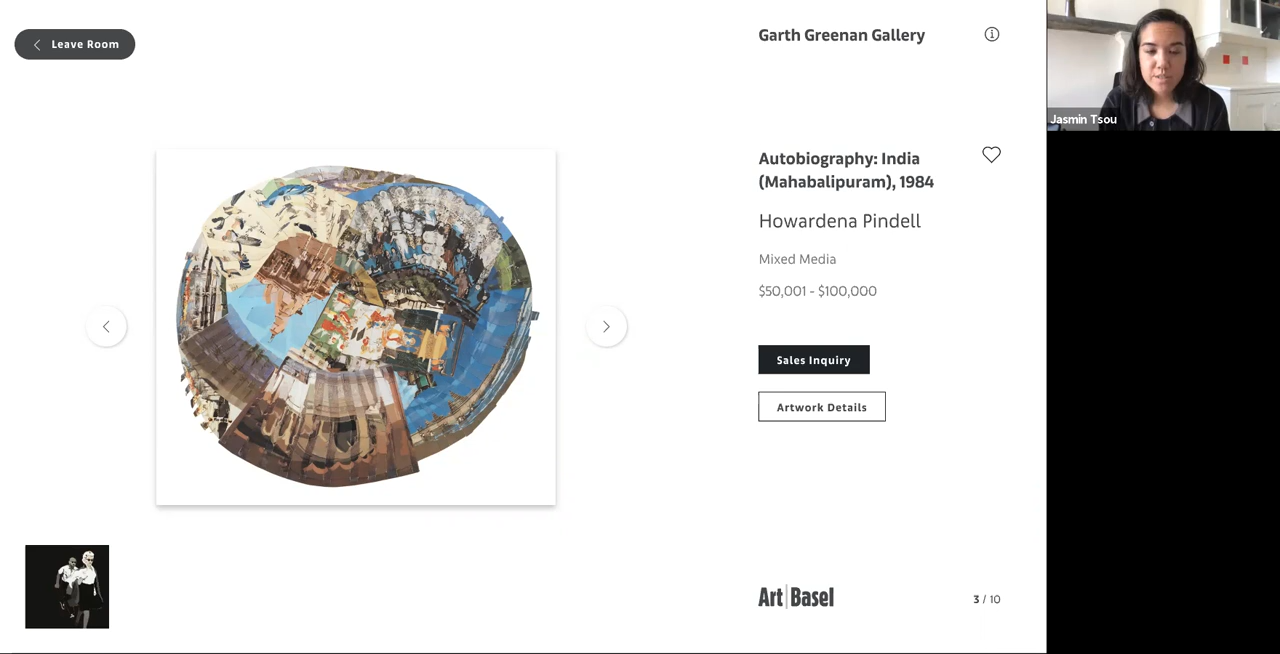 Leave Room
Garth Greenan Gallery
Jasmin Tsou
Autobiography: India
(Mahabalipuram), 1984
Howardena Pindell
Mixed Media
$50,001 - $100,000
Sales Inquiry
Artwork Details
Art Basel
3 / 10